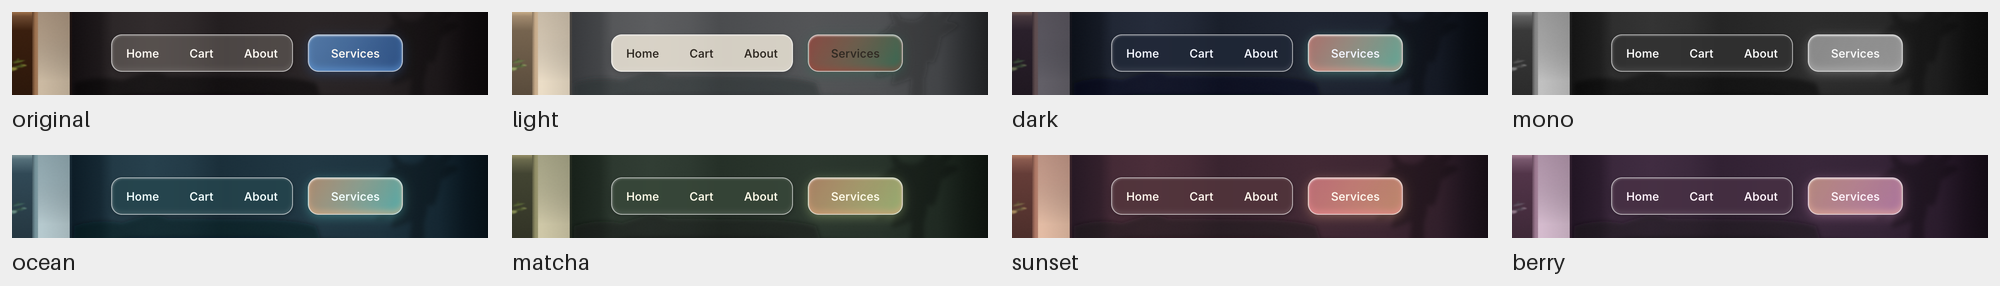 Home Cart About Services
Home Cart About Services
Home Cart About Services
Home Cart About Services
original
light
dark
mono
Home Cart About Services
Home Cart About Services
Home Cart About Services
Home Cart About Services
ocean
matcha
sunset
berry